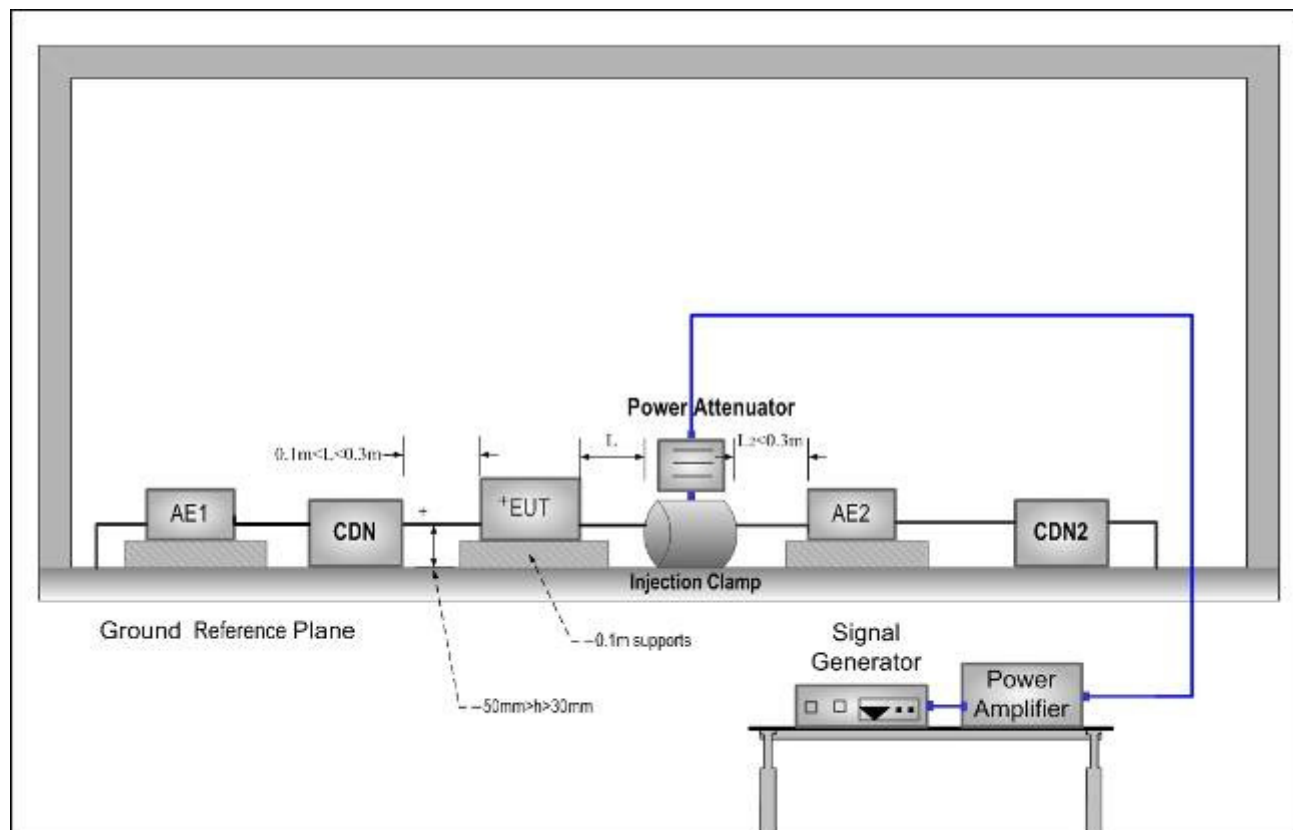 Power Attenuator
0.1m<L<0.3m
L
L2<0.3m
AE1
CDN
+
+EUT
AE2
CDN2
Injection Clamp
Ground Reference Plane
0.1m supports
50mm>h>30mm
Signal
Generator
Power
Amplifier